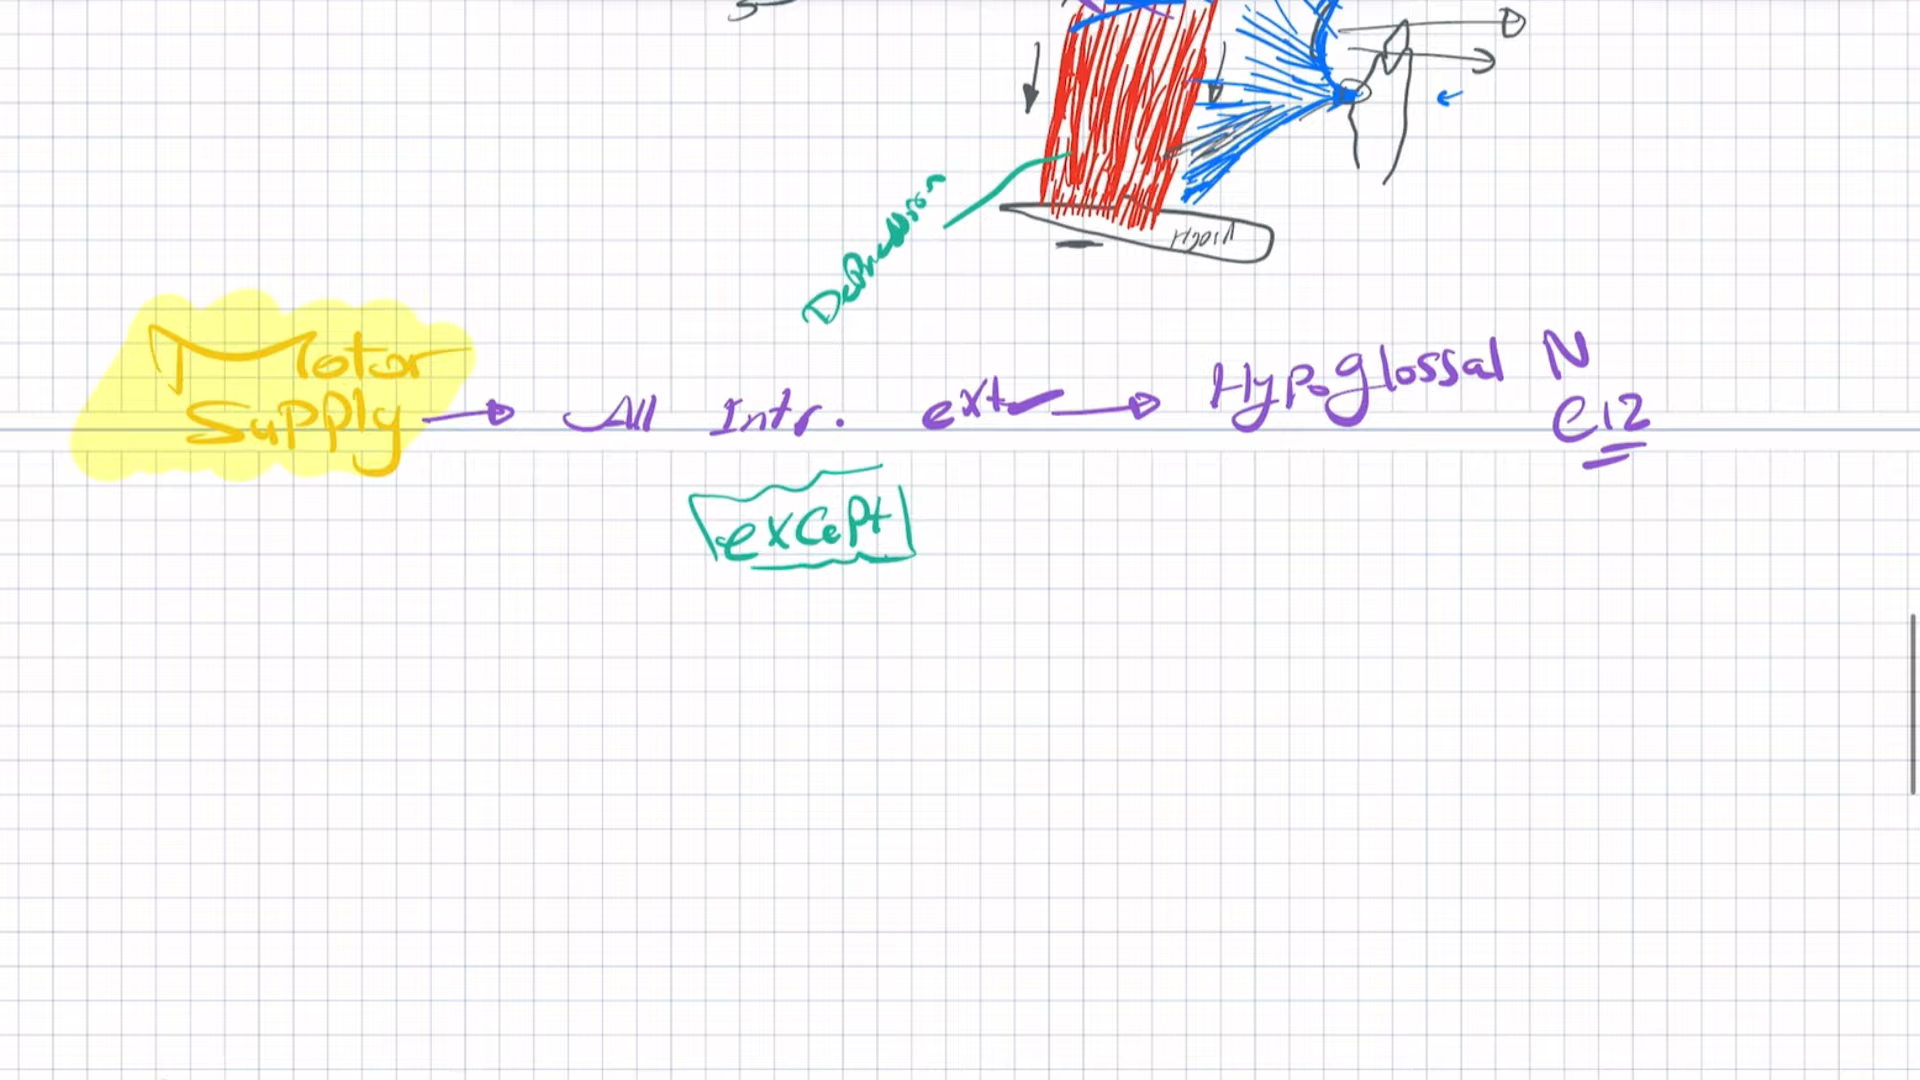 Hyoid
Depression
Motor
Supply → All Intr. ext → Hypoglossal N
C12
except